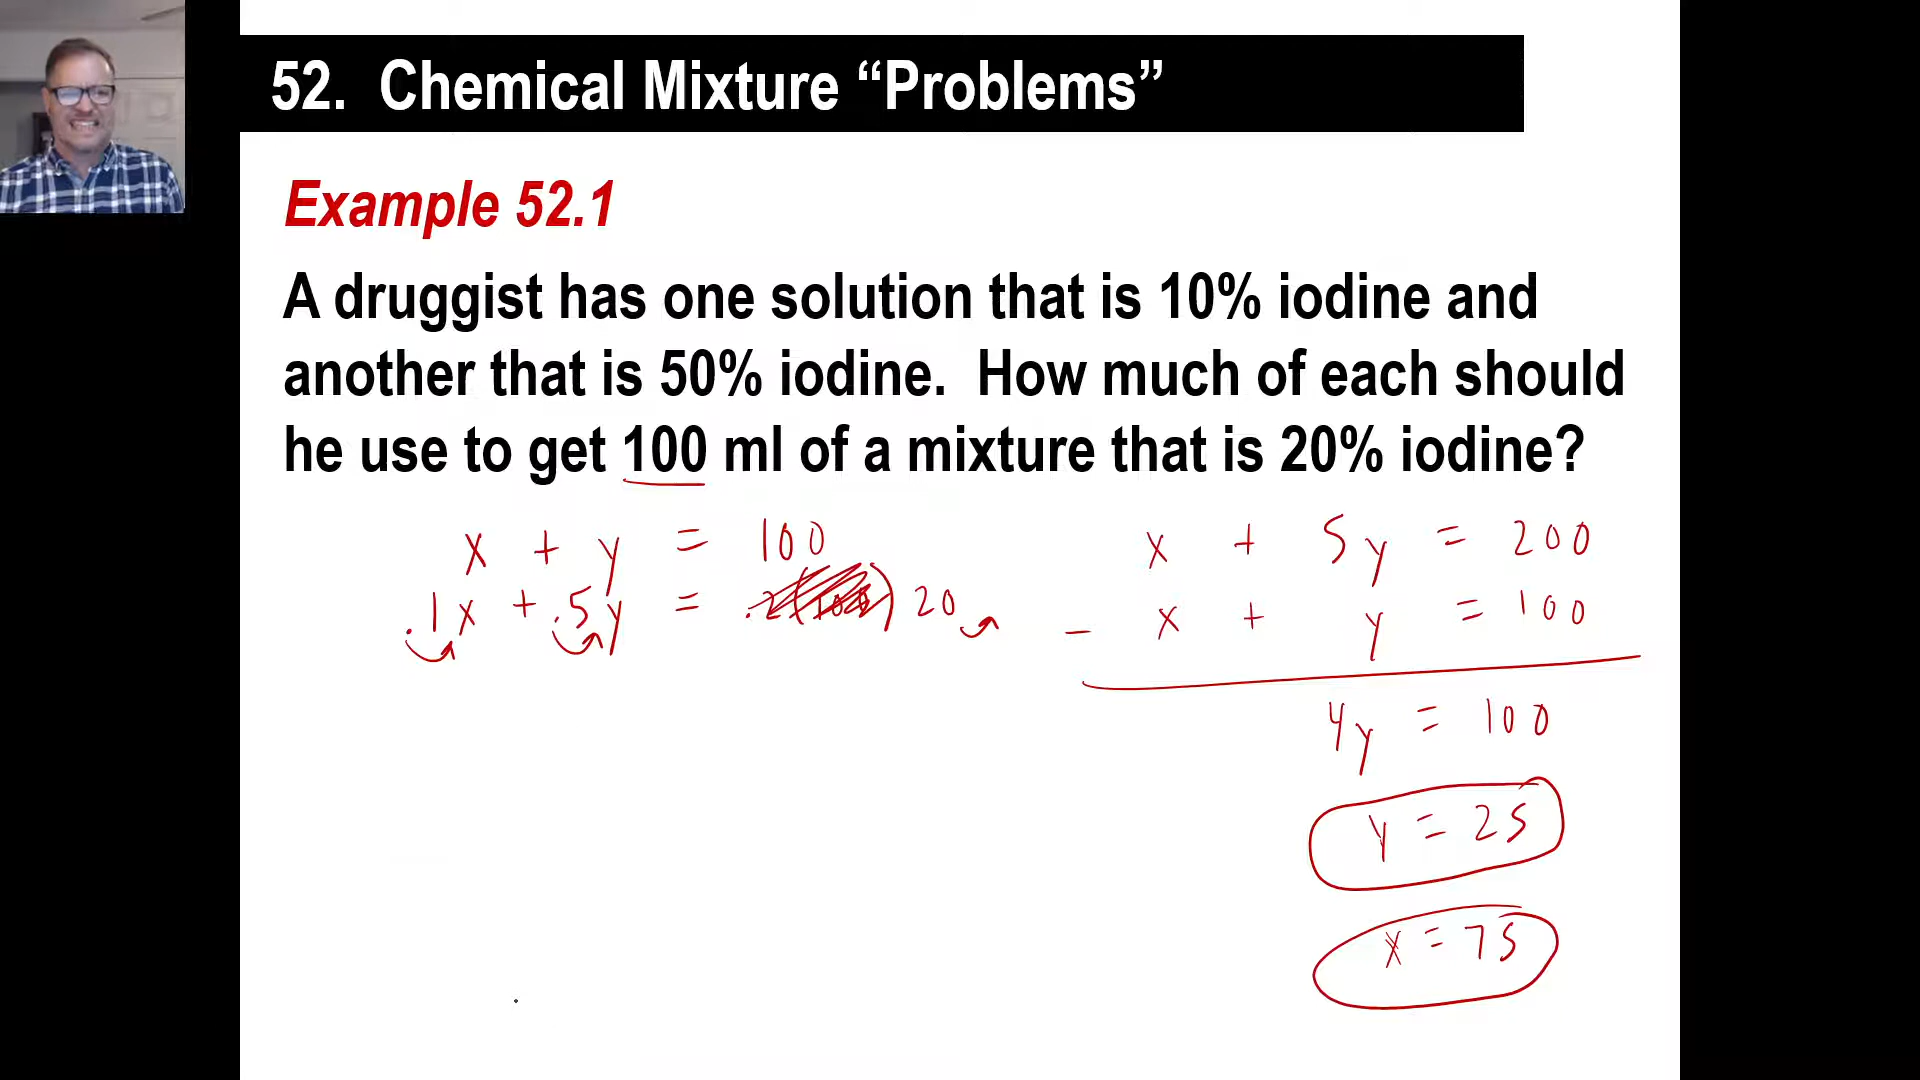 52. Chemical Mixture “Problems”
Example 52.1
A druggist has one solution that is 10% iodine and
another that is 50% iodine. How much of each should
he use to get 100 ml of a mixture that is 20% iodine?
x + y = 100
.1x + .5y = .2(100) 20
x + 5y = 200
- x + y = 100
4y = 100
y = 25
x = 75